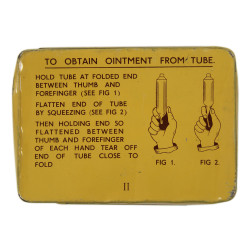 TO OBTAIN OINTMENT FROM TUBE.
HOLD TUBE AT FOLDED END
BETWEEN THUMB AND
FOREFINGER (SEE FIG 1)
FLATTEN END OF TUBE
BY SQUEEZING (SEE FIG 2)
THEN HOLDING END SO
FLATTENED BETWEEN
THUMB AND FOREFINGER
OF EACH HAND TEAR OFF
END OF TUBE CLOSE TO
FOLD
FIG 1. FIG 2.
II